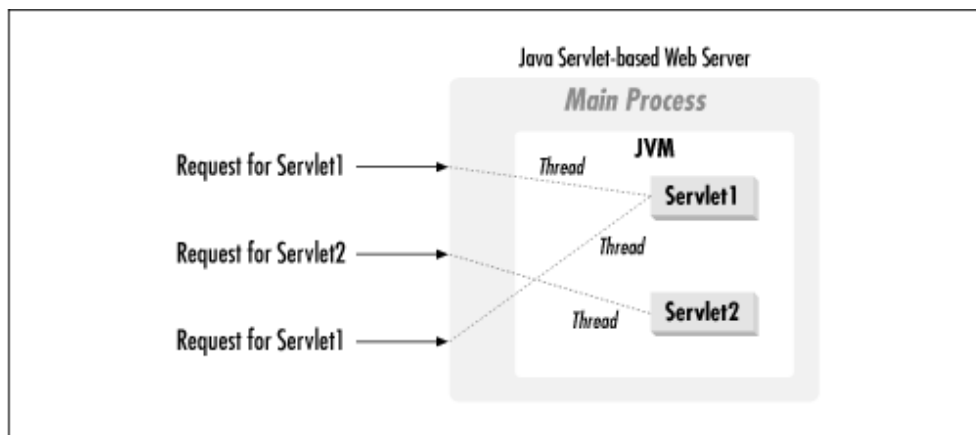 Java Servlet-based Web Server
Main Process
JVM
Request for Servlet1
Thread
Servlet1
Thread
Request for Servlet2
Servlet2
Thread
Request for Servlet1